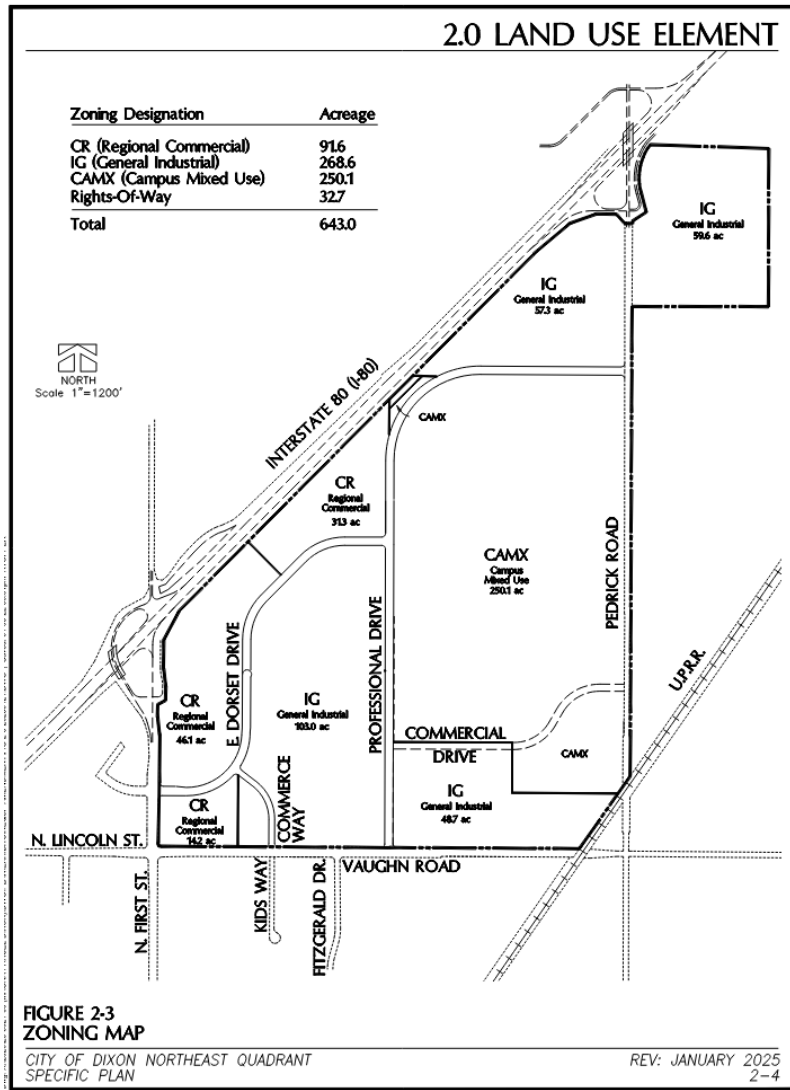 2.0 LAND USE ELEMENT
Zoning Designation Acreage
CR (Regional Commercial) 91.6
IG (General Industrial) 268.6
CAMX (Campus Mixed Use) 250.1
Rights-Of-Way 32.7
Total 643.0
NORTH
Scale 1"=1200'
INTERSTATE 80 (I-80)
IG
General Industrial
59.6 ac
IG
General Industrial
57.3 ac
CAMX
CR
Regional
Commercial
31.3 ac
CAMX
Campus
Mixed Use
250.1 ac
PEDRICK ROAD
U.P.R.R.
E. DORSET DRIVE
PROFESSIONAL DRIVE
CR
Regional
Commercial
46.1 ac
IG
General Industrial
103.0 ac
COMMERCIAL
DRIVE
CAMX
IG
General Industrial
48.7 ac
CR
Regional
Commercial
14.2 ac
COMMERCE
WAY
N. LINCOLN ST.
VAUGHN ROAD
N. FIRST ST.
KIDS WAY
FITZGERALD DR.
FIGURE 2-3
ZONING MAP
CITY OF DIXON NORTHEAST QUADRANT
SPECIFIC PLAN
REV: JANUARY 2025
2-4